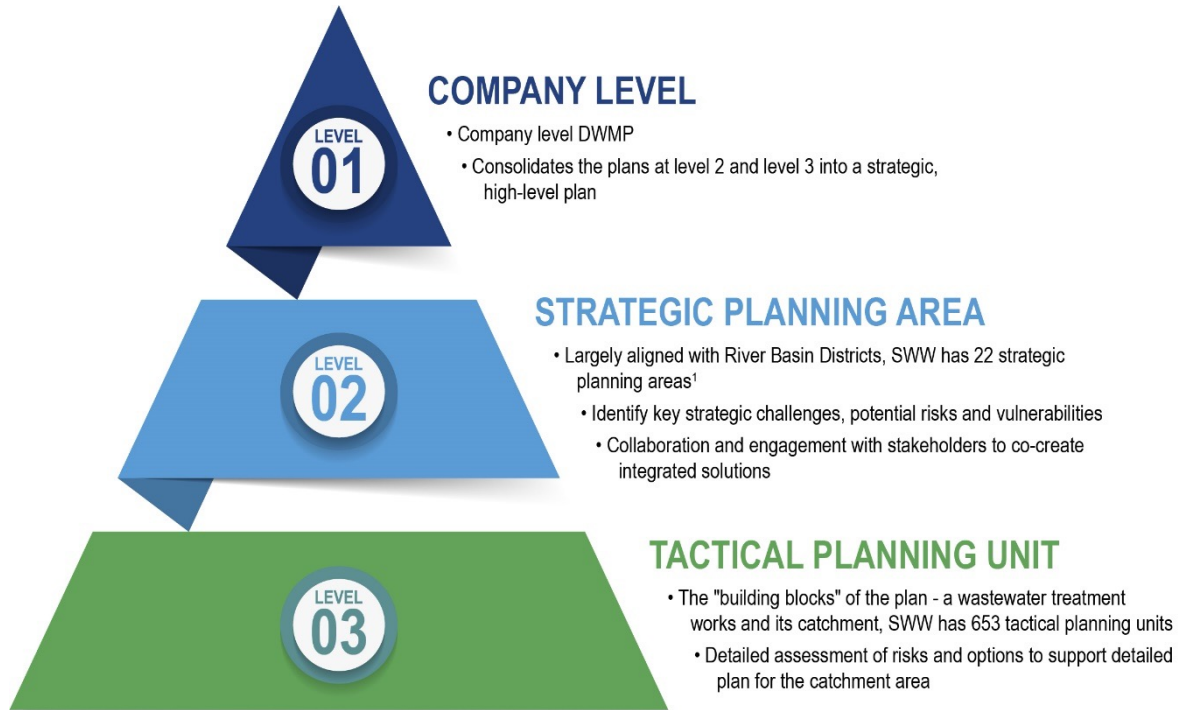 COMPANY LEVEL
LEVEL
01
• Company level DWMP
• Consolidates the plans at level 2 and level 3 into a strategic,
high-level plan
STRATEGIC PLANNING AREA
LEVEL
02
• Largely aligned with River Basin Districts, SWW has 22 strategic
planning areas¹
• Identify key strategic challenges, potential risks and vulnerabilities
• Collaboration and engagement with stakeholders to co-create
integrated solutions
TACTICAL PLANNING UNIT
LEVEL
03
• The "building blocks" of the plan - a wastewater treatment
works and its catchment, SWW has 653 tactical planning units
• Detailed assessment of risks and options to support detailed
plan for the catchment area